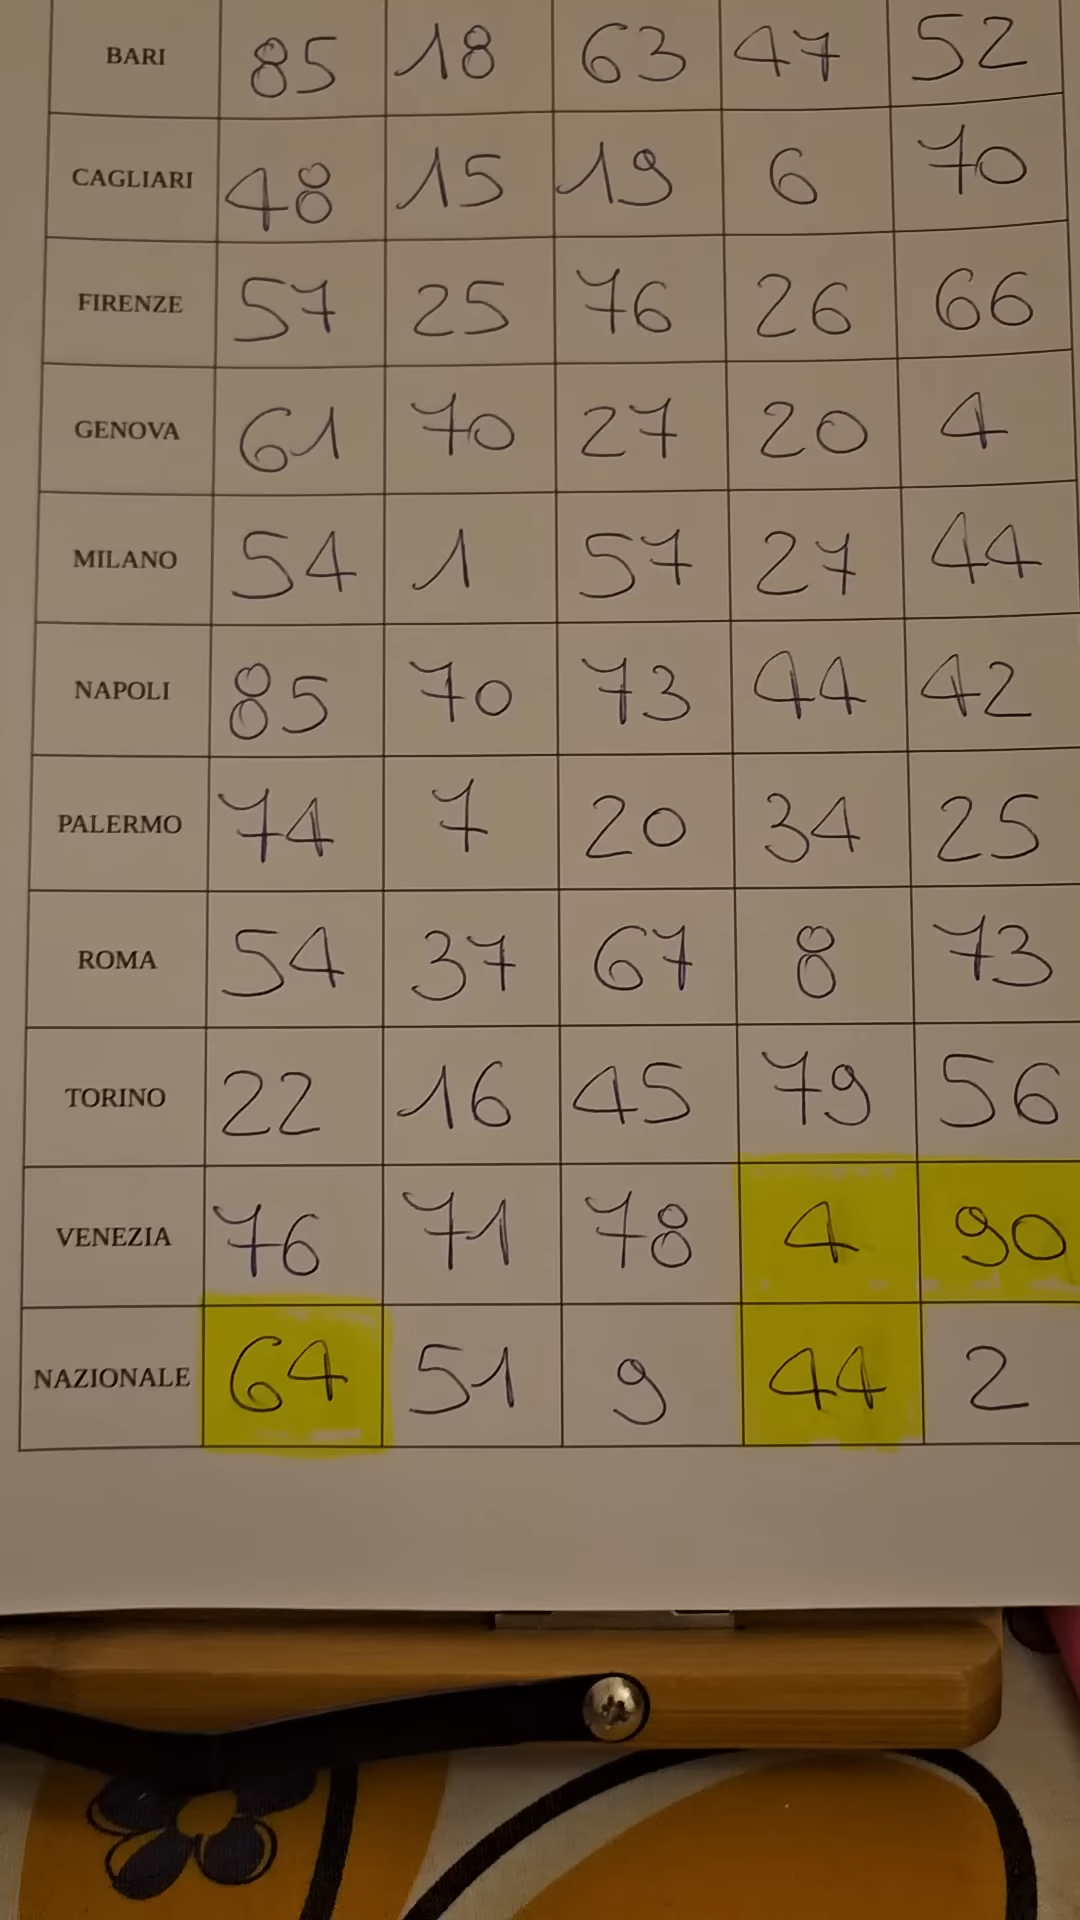 BARI 85 18 63 47 52
CAGLIARI 48 15 19 6 70
FIRENZE 57 25 76 26 66
GENOVA 61 70 27 20 4
MILANO 54 1 57 27 44
NAPOLI 85 70 73 44 42
PALERMO 74 7 20 34 25
ROMA 54 37 67 8 73
TORINO 22 16 45 79 56
VENEZIA 76 71 78 4 90
NAZIONALE 64 51 9 44 2